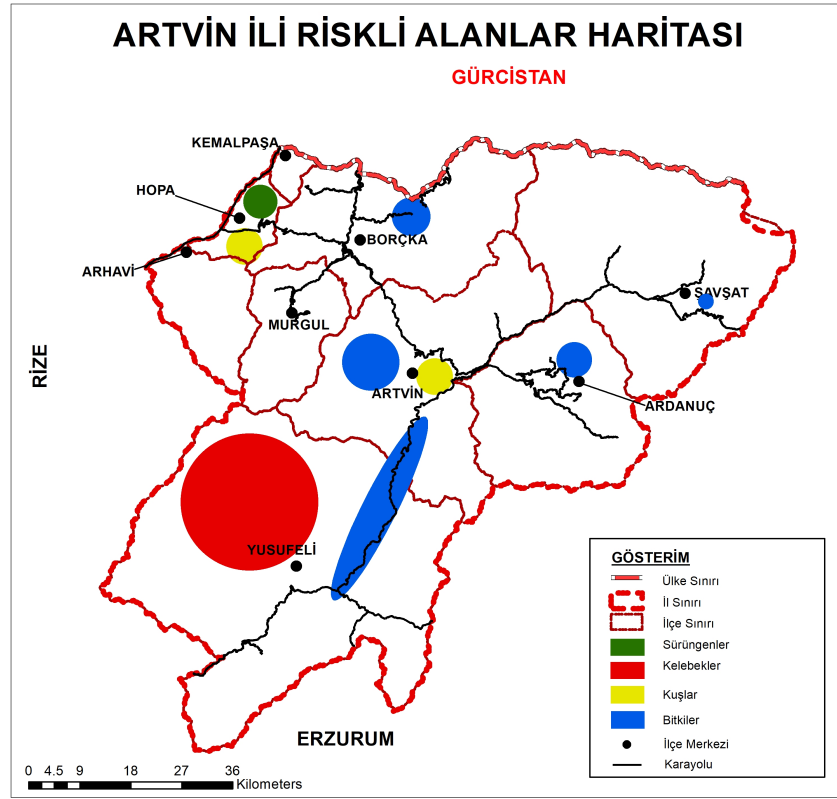 ARTVİN İLİ RİSKLİ ALANLAR HARİTASI
GÜRCİSTAN
KEMALPAŞA
HOPA
BORÇKA
ARHAVİ
SAVŞAT
MURGUL
RİZE
ARTVİN
ARDANUÇ
YUSUFELİ
ERZURUM
GÖSTERİM
Ülke Sınırı
İl Sınırı
İlçe Sınırı
Sürüngenler
Kelebekler
Kuşlar
Bitkiler
İlçe Merkezi
Karayolu
0 4.5 9 18 27 36
Kilometers